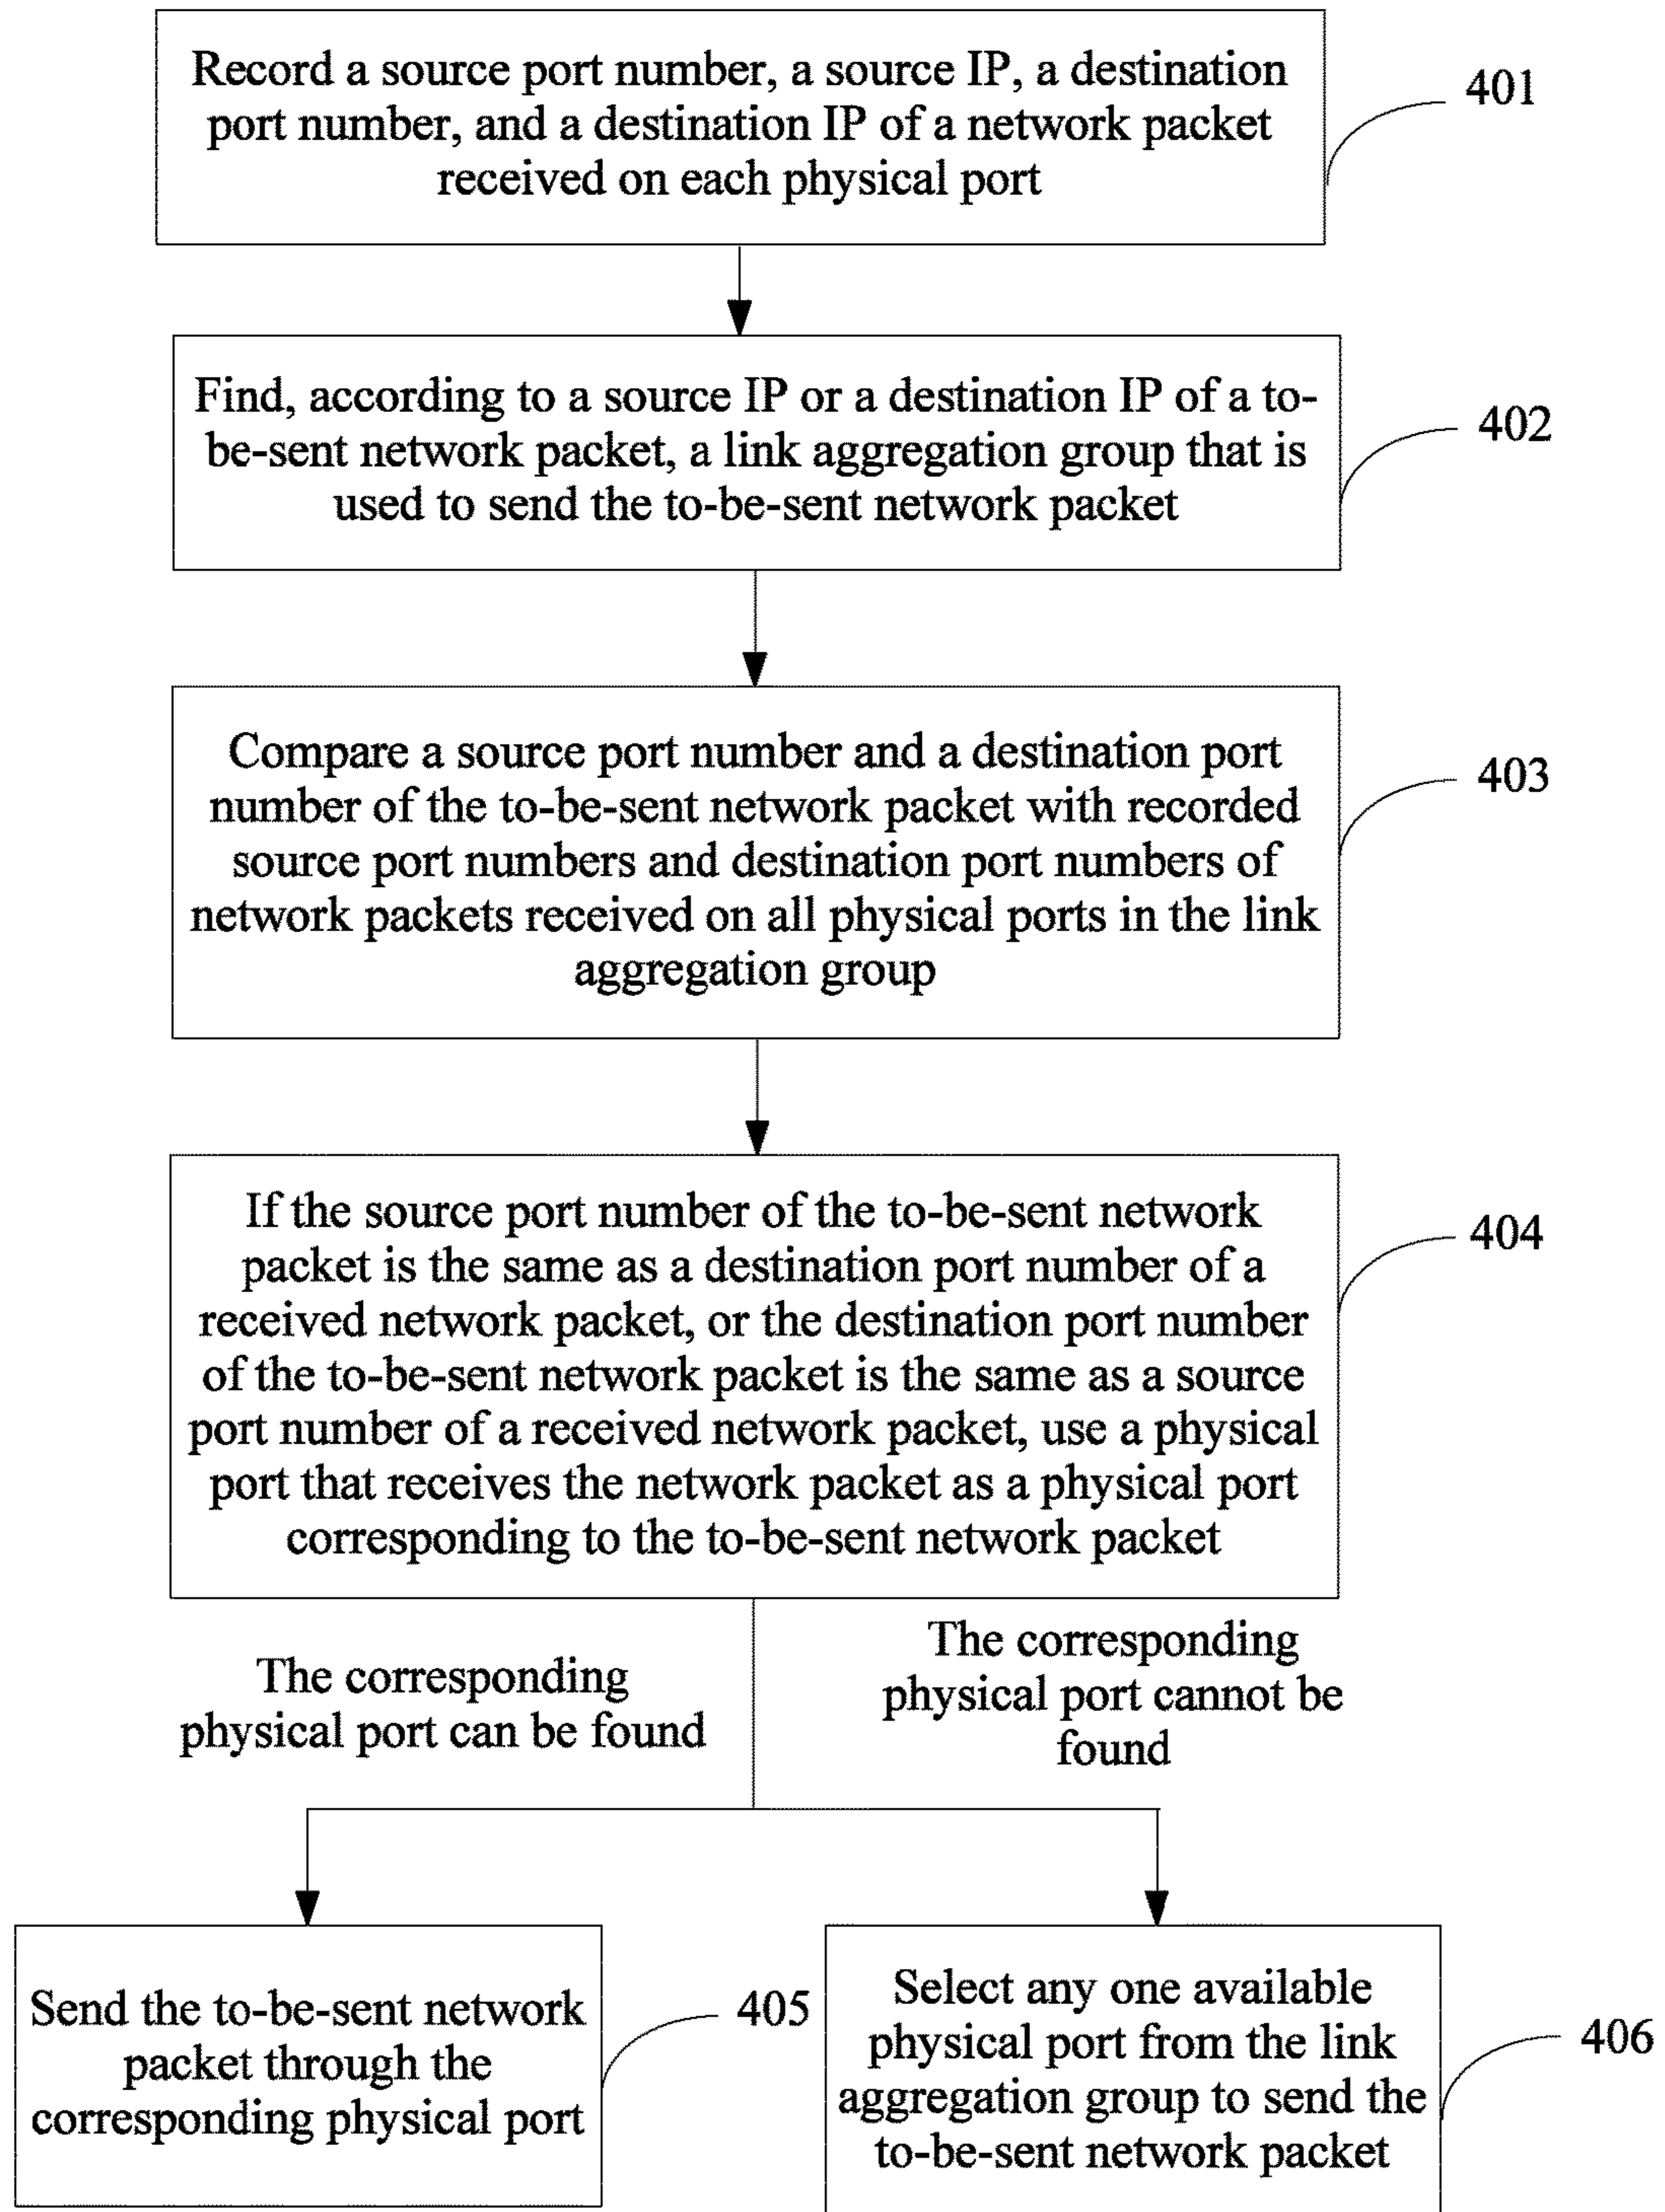 Record a source port number, a source IP, a destination
port number, and a destination IP of a network packet
received on each physical port
401
Find, according to a source IP or a destination IP of a to-
be-sent network packet, a link aggregation group that is
used to send the to-be-sent network packet
402
Compare a source port number and a destination port
number of the to-be-sent network packet with recorded
source port numbers and destination port numbers of
network packets received on all physical ports in the link
aggregation group
403
If the source port number of the to-be-sent network
packet is the same as a destination port number of a
received network packet, or the destination port number
of the to-be-sent network packet is the same as a source
port number of a received network packet, use a physical
port that receives the network packet as a physical port
corresponding to the to-be-sent network packet
404
The corresponding
physical port can be found
The corresponding
physical port cannot be
found
Send the to-be-sent network
packet through the
corresponding physical port
405
Select any one available
physical port from the link
aggregation group to send the
to-be-sent network packet
406